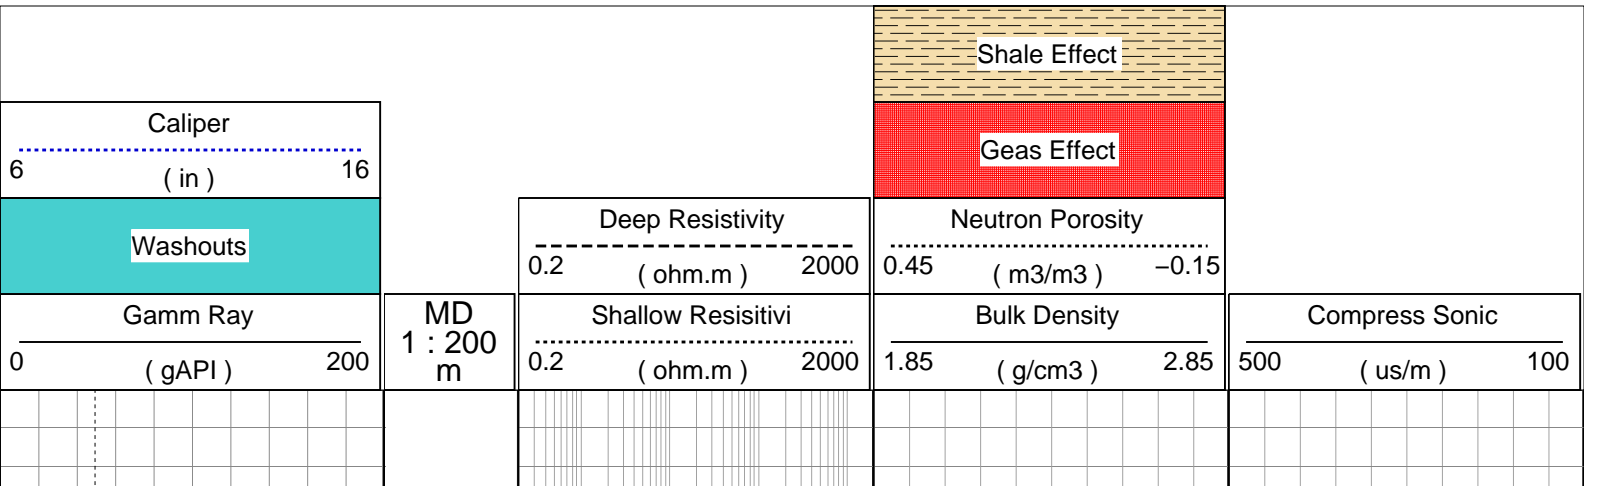 Shale Effect
Caliper
6 ( in ) 16
Geas Effect
Washouts
Deep Resistivity
0.2 ( ohm.m ) 2000
Neutron Porosity
0.45 ( m3/m3 ) −0.15
Gamm Ray
0 ( gAPI ) 200
MD
1 : 200
m
Shallow Resisitivi
0.2 ( ohm.m ) 2000
Bulk Density
1.85 ( g/cm3 ) 2.85
Compress Sonic
500 ( us/m ) 100